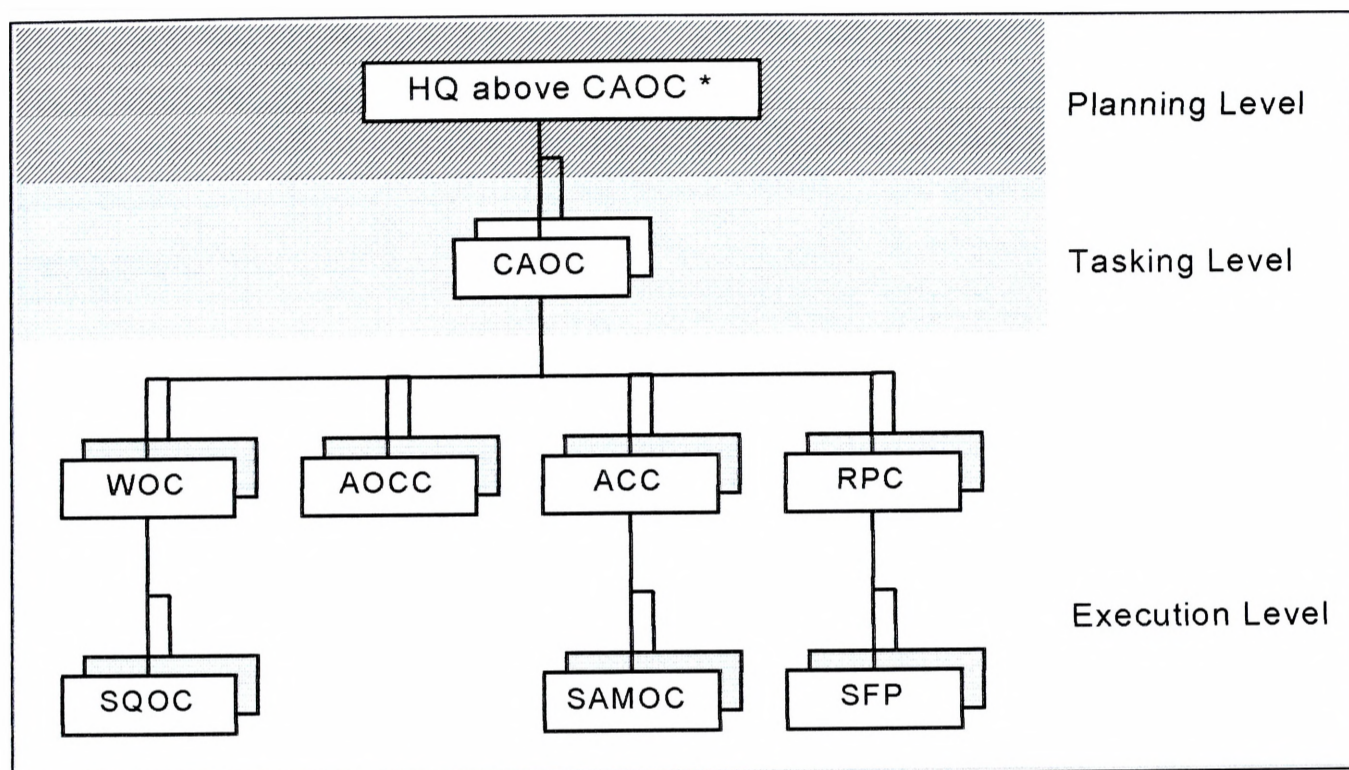 HQ above CAOC *
Planning Level
CAOC
Tasking Level
WOC
AOCC
ACC
RPC
Execution Level
SQOC
SAMOC
SFP